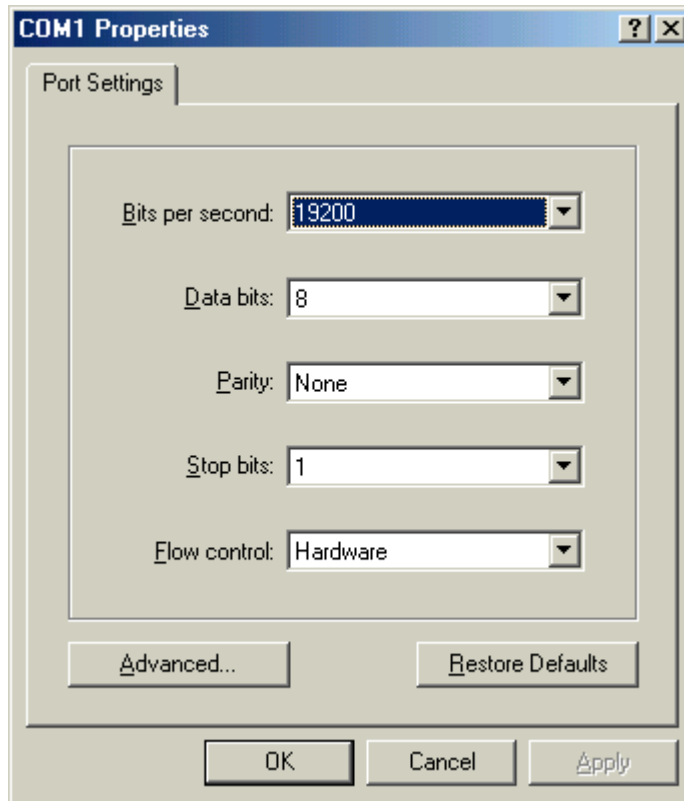 COM1 Properties
Port Settings
Bits per second: 19200
Data bits: 8
Parity: None
Stop bits: 1
Flow control: Hardware
Advanced... Restore Defaults
OK Cancel Apply